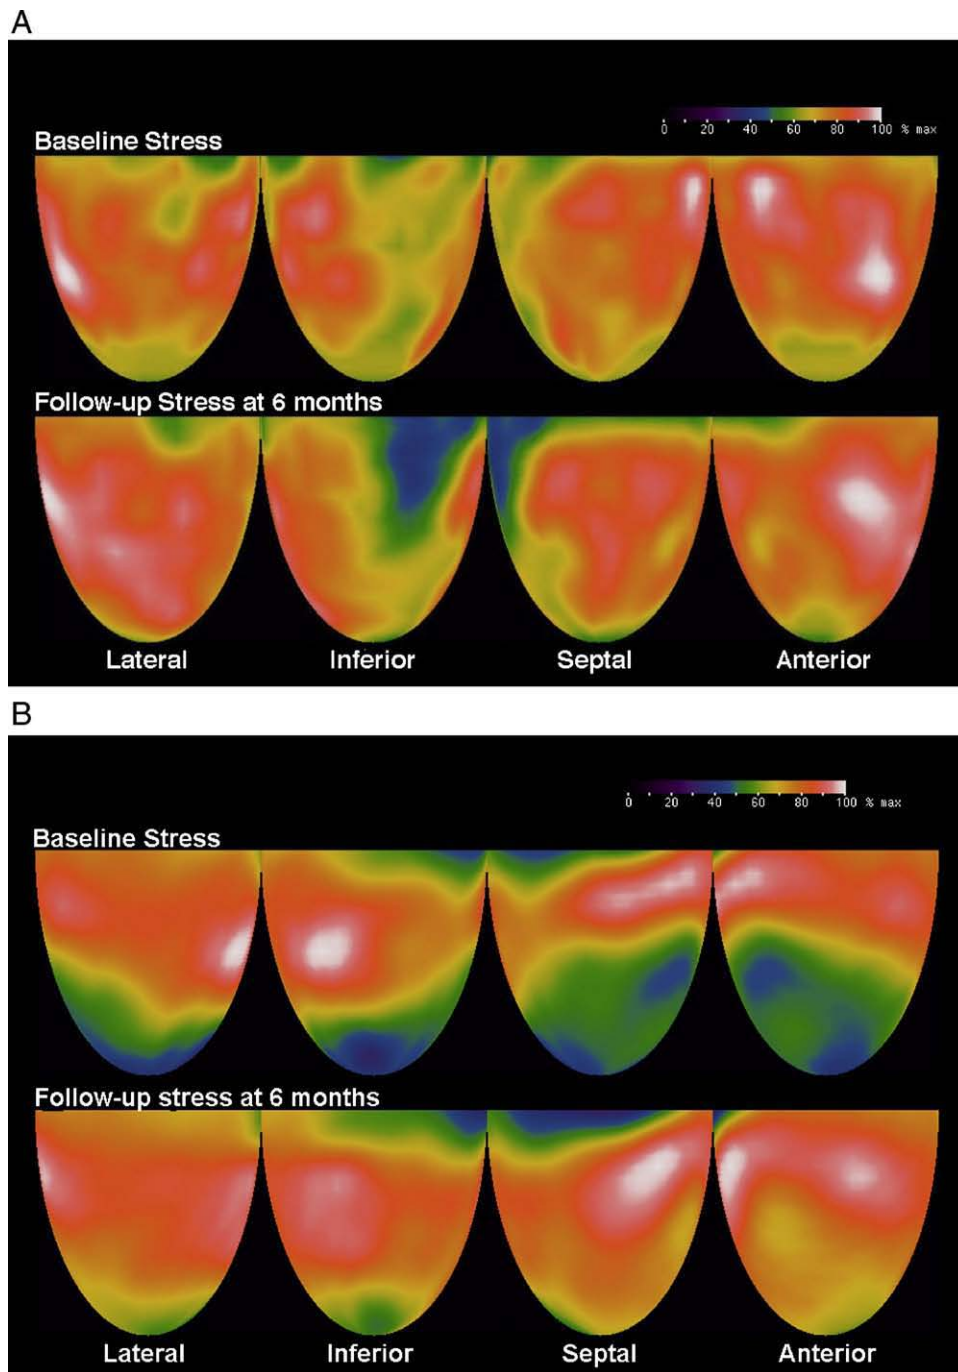 A
0 20 40 60 80 100 % max
Baseline Stress
Follow-up Stress at 6 months
Lateral Inferior Septal Anterior
B
0 20 40 60 80 100 % max
Baseline Stress
Follow-up stress at 6 months
Lateral Inferior Septal Anterior